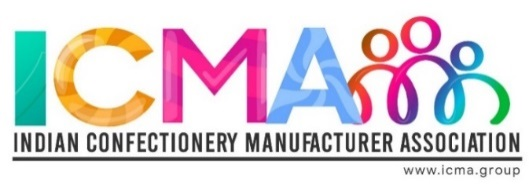 ICMA
INDIAN CONFECTIONERY MANUFACTURER ASSOCIATION
www.icma.group